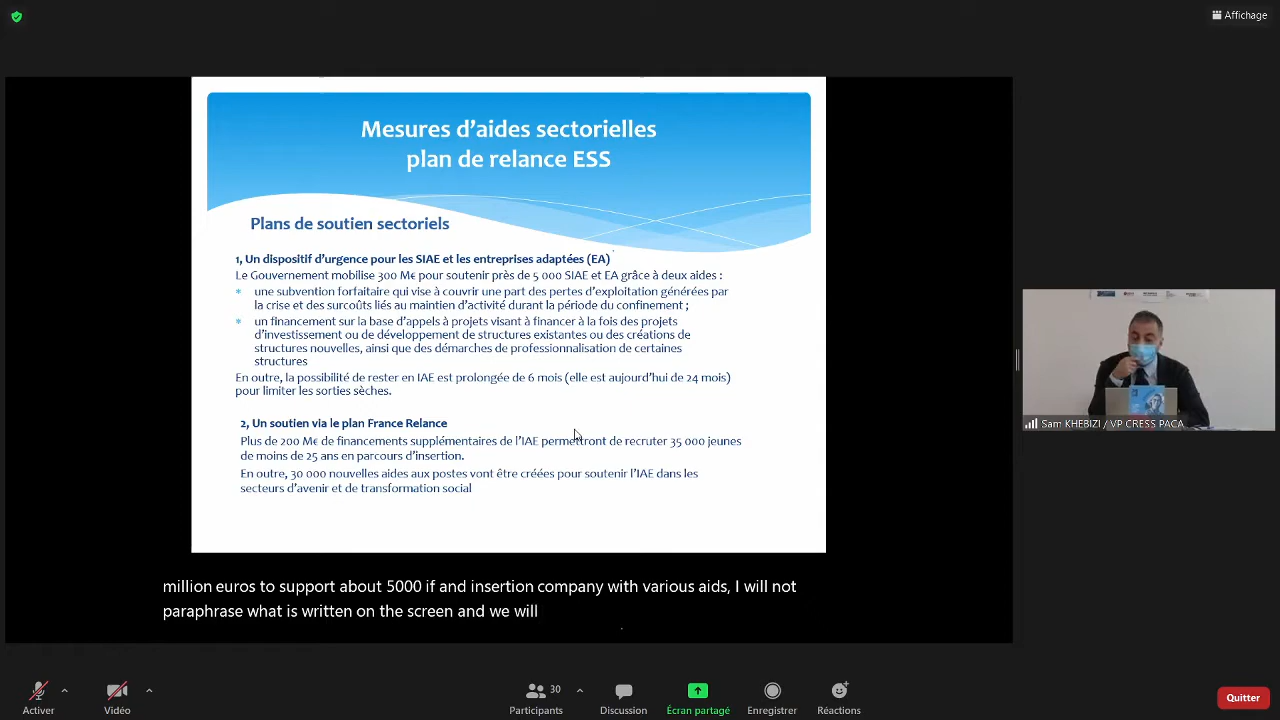 Affichage
Mesures d'aides sectorielles
plan de relance ESS
Plans de soutien sectoriels
1, Un dispositif d'urgence pour les SIAE et les entreprises adaptées (EA)
Le Gouvernement mobilise 300 M€ pour soutenir près de 5 000 SIAE et EA grâce à deux aides :
* une subvention forfaitaire qui vise à couvrir une part des pertes d'exploitation générées par
la crise et des surcoûts liés au maintien d'activité durant la période du confinement ;
* un financement sur la base d'appels à projets visant à financer à la fois des projets
d'investissement ou de développement de structures existantes ou des créations de
structures nouvelles, ainsi que des démarches de professionnalisation de certaines
structures
En outre, la possibilité de rester en IAE est prolongée de 6 mois (elle est aujourd'hui de 24 mois)
pour limiter les sorties sèches.
2, Un soutien via le plan France Relance
Plus de 200 M€ de financements supplémentaires de l'IAE permettront de recruter 35 000 jeunes
de moins de 25 ans en parcours d'insertion.
En outre, 30 000 nouvelles aides aux postes vont être créées pour soutenir l'IAE dans les
secteurs d'avenir et de transformation social
Sam KHEBIZI / VP CRESS PACA
million euros to support about 5000 if and insertion company with various aids, I will not
paraphrase what is written on the screen and we will
Activer
Vidéo
30
Participants
Discussion
Écran partagé
Enregistrer
Réactions
Quitter